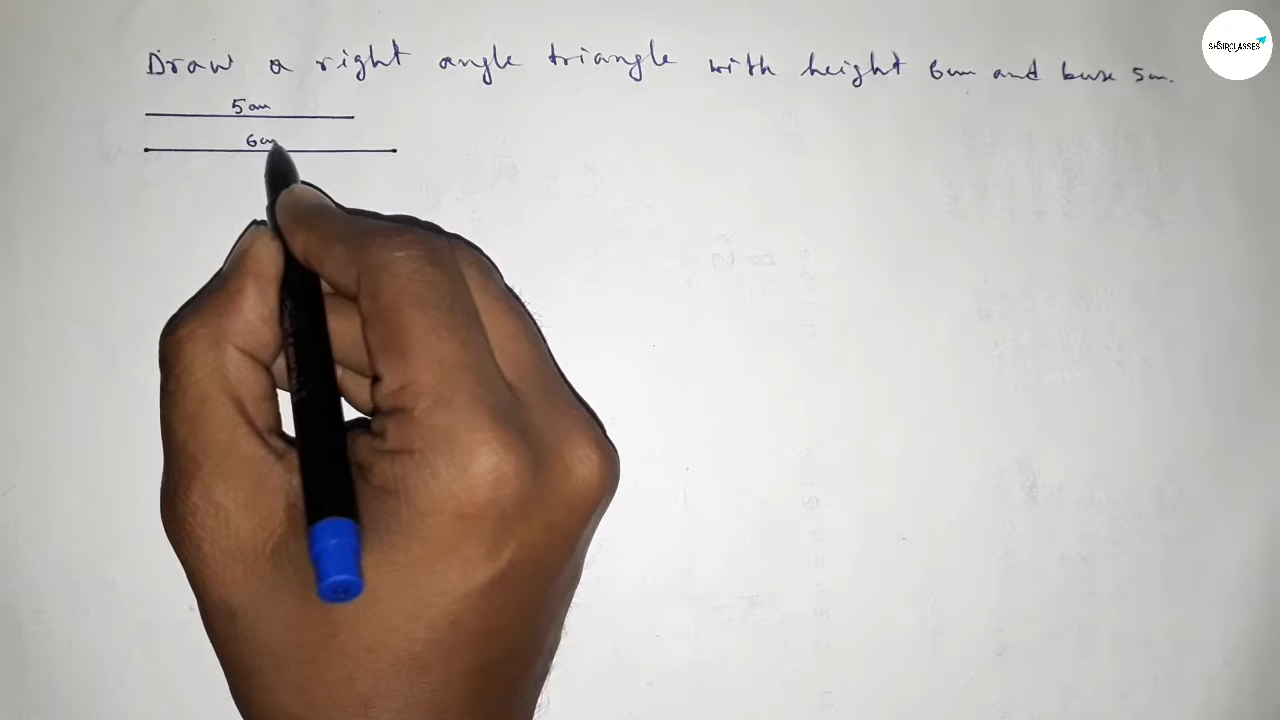 Draw a right angle triangle with height 6cm and base 5cm.
5cm
6cm
SHSIRCLASSES